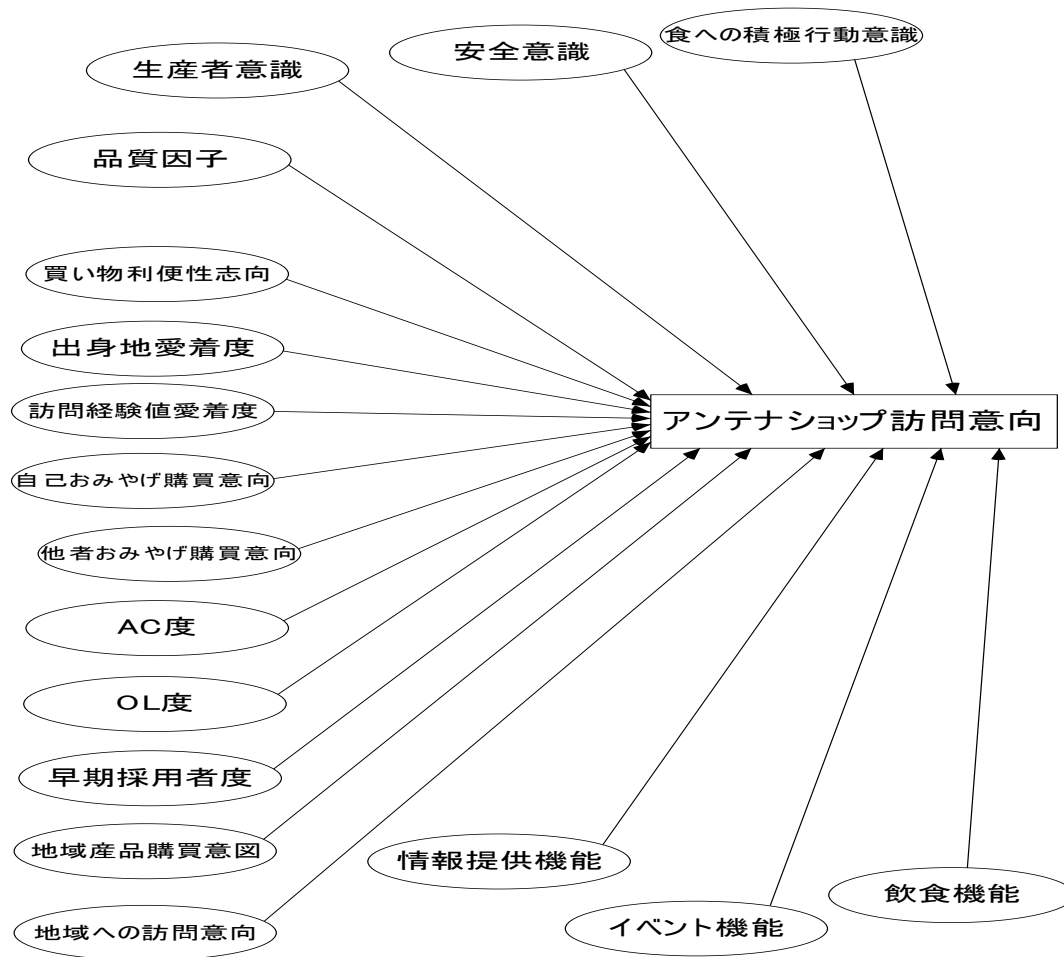 食への積極行動意識
安全意識
生産者意識
品質因子
買い物利便性志向
出身地愛着度
訪問経験値愛着度
アンテナショップ訪問意向
自己おみやげ購買意向
他者おみやげ購買意向
AC度
OL度
早期採用者度
地域産品購買意図
情報提供機能
飲食機能
イベント機能
地域への訪問意向